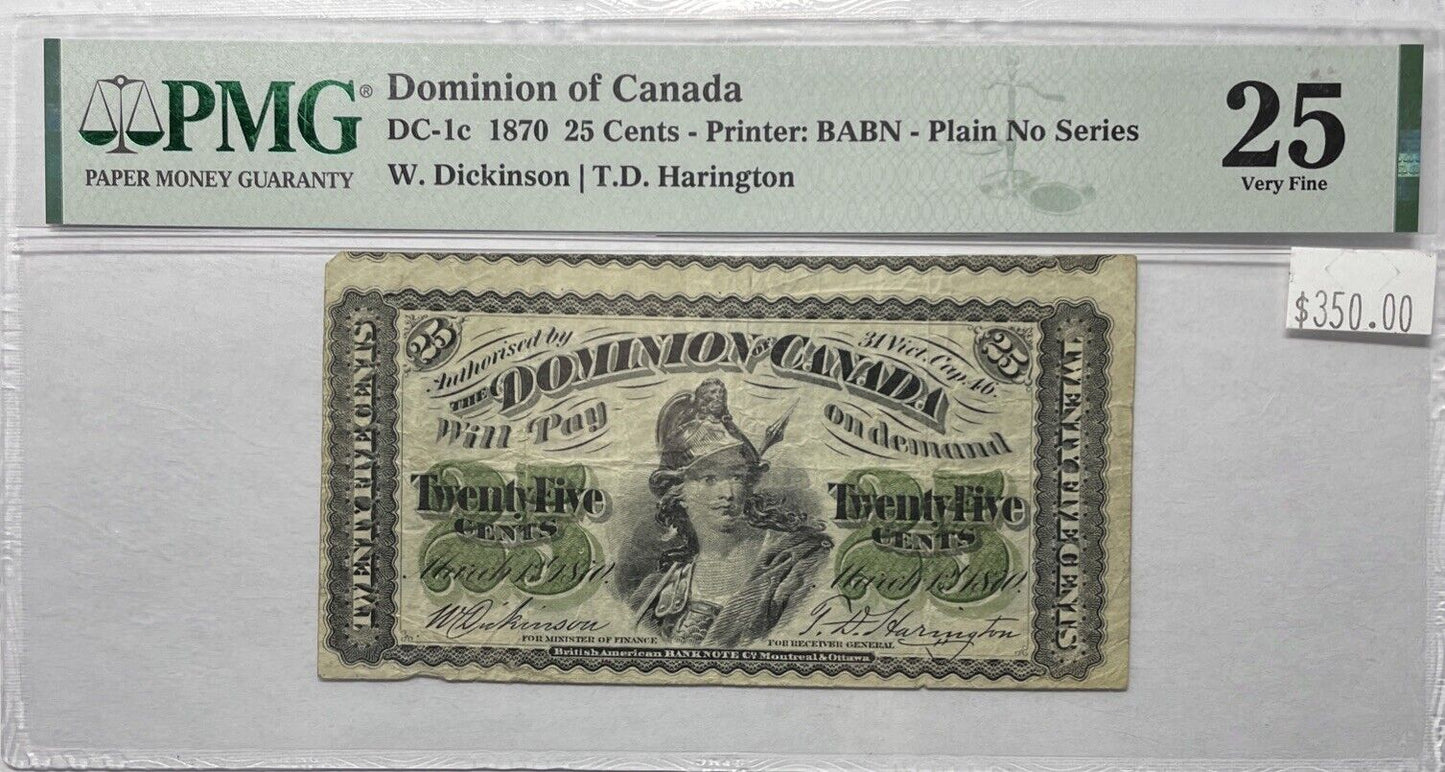 PMG®
PAPER MONEY GUARANTY
Dominion of Canada
DC-1c 1870 25 Cents - Printer: BABN - Plain No Series
W. Dickinson | T.D. Harington
25
Very Fine
$350.00
25
Authorised by
31 Vict. Cap. 46.
25
THE DOMINION OF CANADA
Will Pay
on demand
TWENTY FIVE CENTS
TWENTY FIVE CENTS
25
Twenty Five
CENTS
25
Twenty Five
CENTS
March 1st 1870.
March 1st 1870.
W Dickinson
T. D. Harington
FOR MINISTER OF FINANCE
FOR RECEIVER GENERAL
British American BANK NOTE Co. Montreal & Ottawa